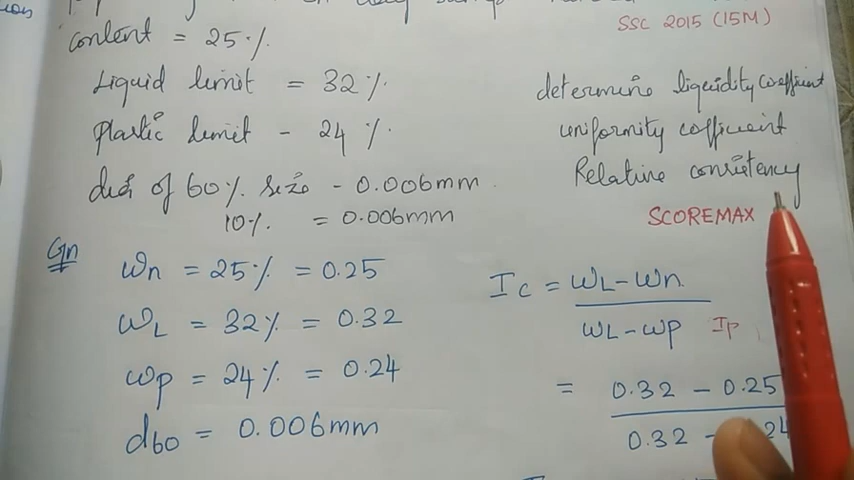 SSC 2015 (15M)
content = 25%
Liquid limit = 32%
Plastic limit - 24%
dia of 60% size - 0.006mm
10% = 0.006mm
determine liquidity coefficient
uniformity cofficient
Relative consistency
SCOREMAX
Gn
Wn = 25% = 0.25
WL = 32% = 0.32
Wp = 24% = 0.24
d60 = 0.006mm
IC = WL-Wn
WL-Wp IP
= 0.32 - 0.25
0.32 - 24